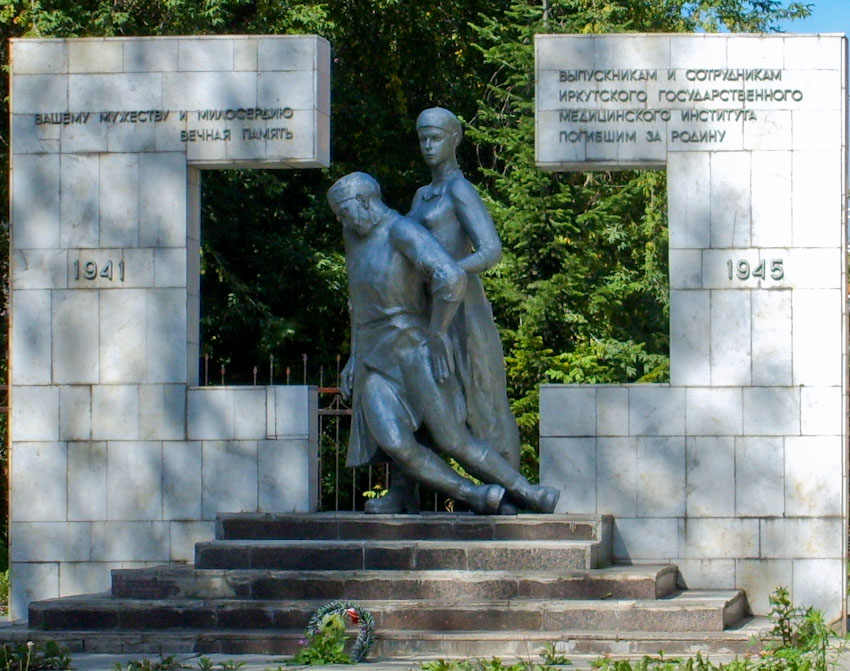 ВАШЕМУ МУЖЕСТВУ И МИЛОСЕРДИЮ
ВЕЧНАЯ ПАМЯТЬ
1941
ВЫПУСКНИКАМ И СОТРУДНИКАМ
ИРКУТСКОГО ГОСУДАРСТВЕННОГО
МЕДИЦИНСКОГО ИНСТИТУТА
ПОГИБШИМ ЗА РОДИНУ
1945